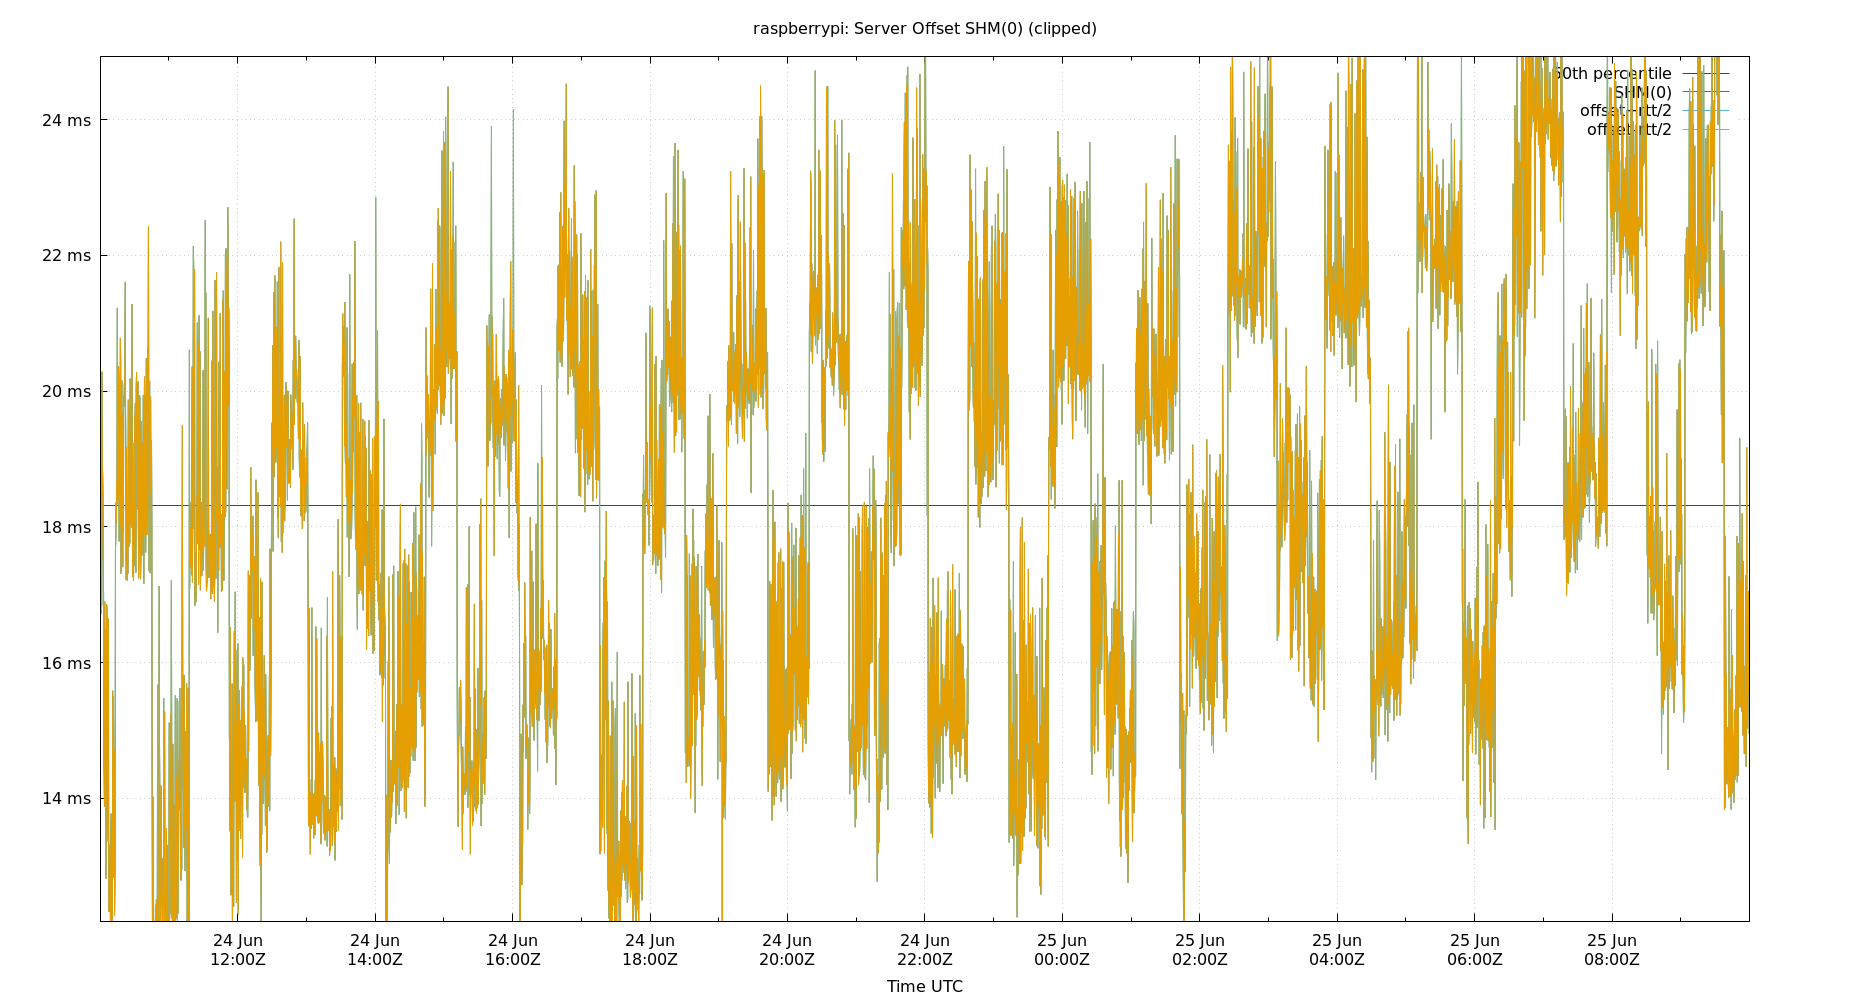 raspberrypi: Server Offset SHM(0) (clipped)
50th percentile
SHM(0)
offset+rtt/2
offset-rtt/2
24 ms
22 ms
20 ms
18 ms
16 ms
14 ms
24 Jun 24 Jun 24 Jun 24 Jun 24 Jun 24 Jun 25 Jun 25 Jun 25 Jun 25 Jun 25 Jun
12:00Z 14:00Z 16:00Z 18:00Z 20:00Z 22:00Z 00:00Z 02:00Z 04:00Z 06:00Z 08:00Z
Time UTC